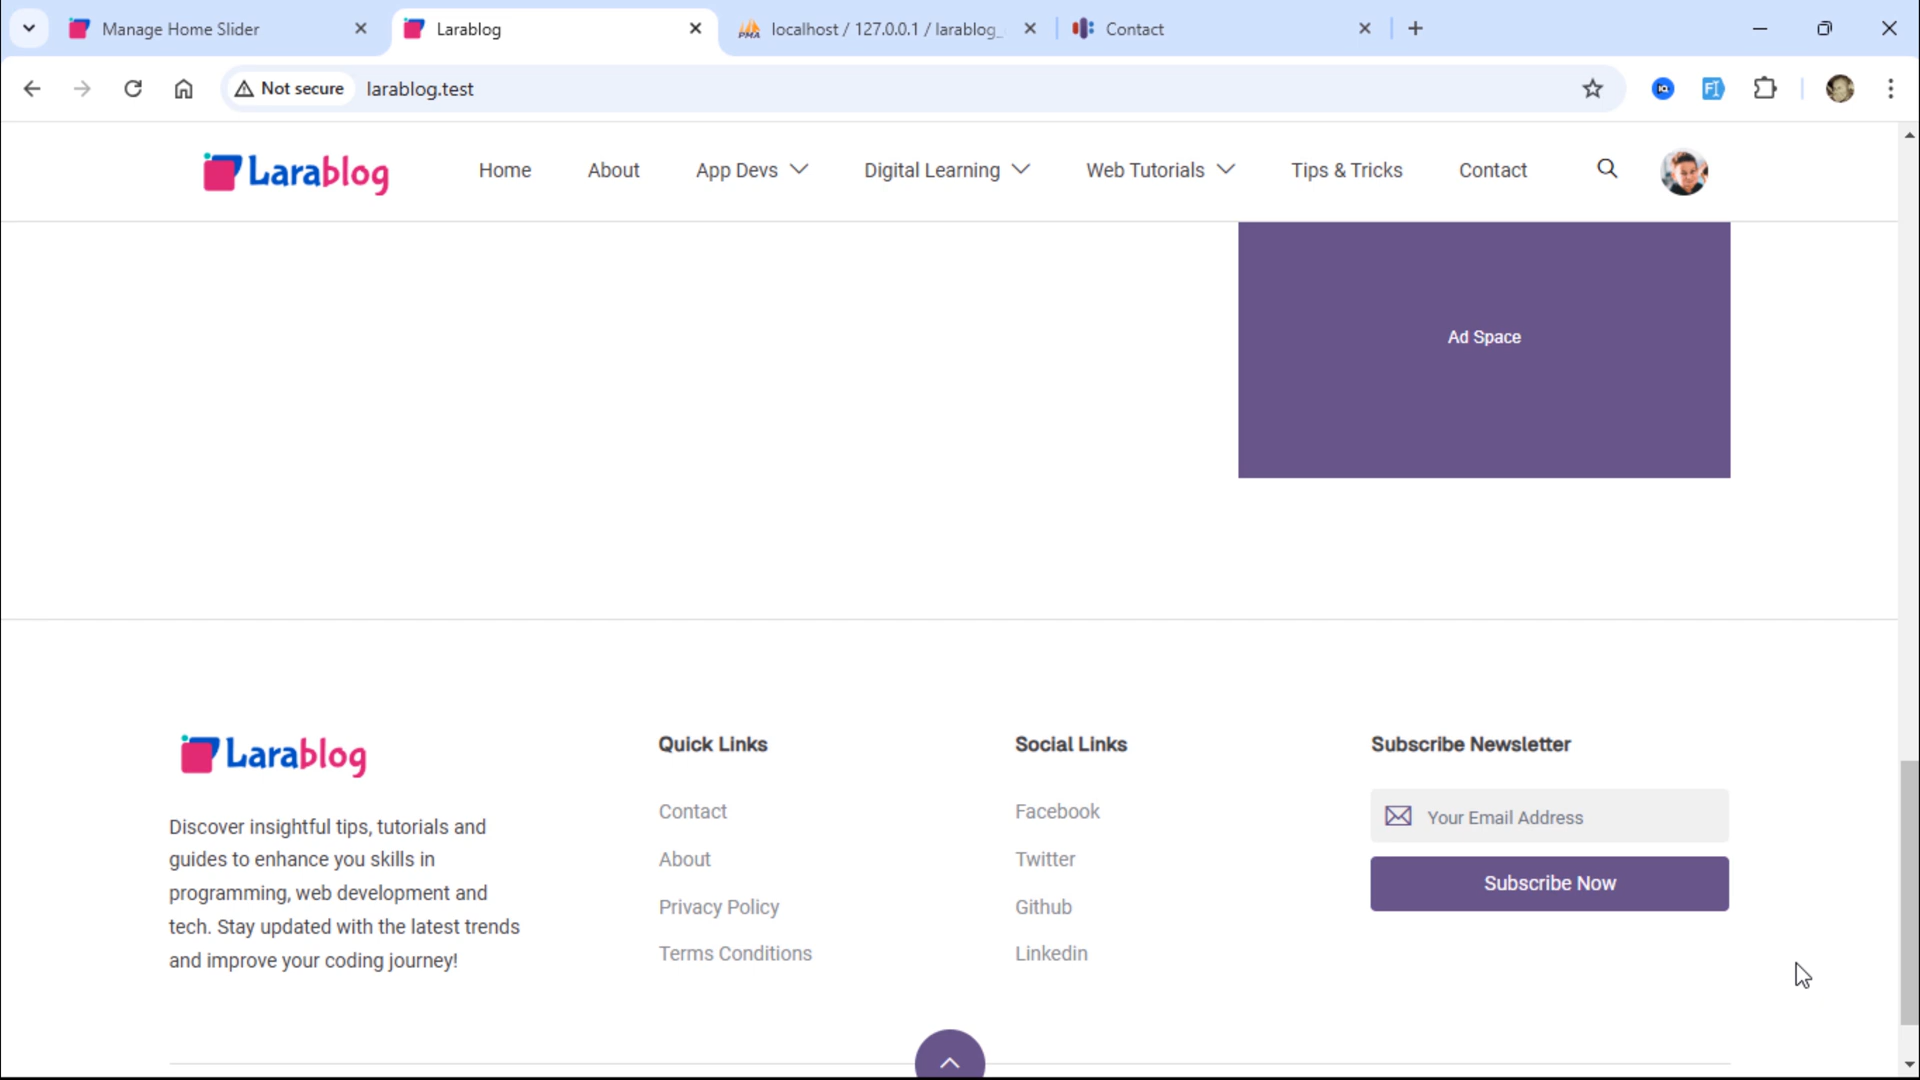 Manage Home Slider
Larablog
localhost / 127.0.0.1 / larablog_
Contact
Not secure
larablog.test
Larablog
Home
About
App Devs
Digital Learning
Web Tutorials
Tips & Tricks
Contact
Ad Space
Larablog
Discover insightful tips, tutorials and
guides to enhance you skills in
programming, web development and
tech. Stay updated with the latest trends
and improve your coding journey!
Quick Links
Contact
About
Privacy Policy
Terms Conditions
Social Links
Facebook
Twitter
Github
Linkedin
Subscribe Newsletter
Your Email Address
Subscribe Now